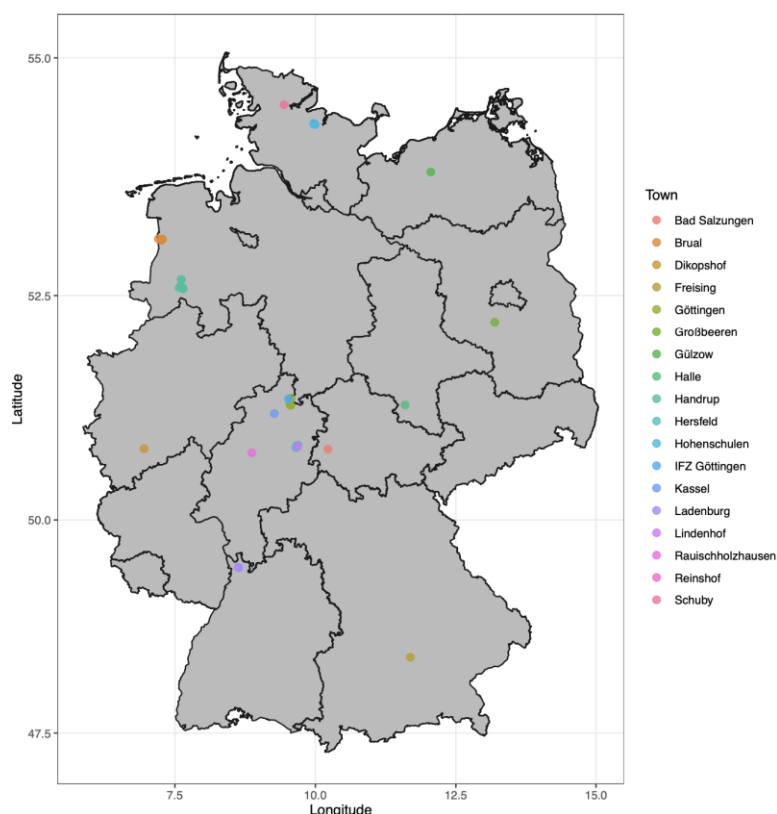 55.0
52.5
50.0
47.5
Latitude
7.5
10.0
12.5
15.0
Longitude
Town
Bad Salzungen
Brual
Dikopshof
Freising
Göttingen
Großbeeren
Gülzow
Halle
Handrup
Hersfeld
Hohenschulen
IFZ Göttingen
Kassel
Ladenburg
Lindenhof
Rauischholzhausen
Reinshof
Schuby